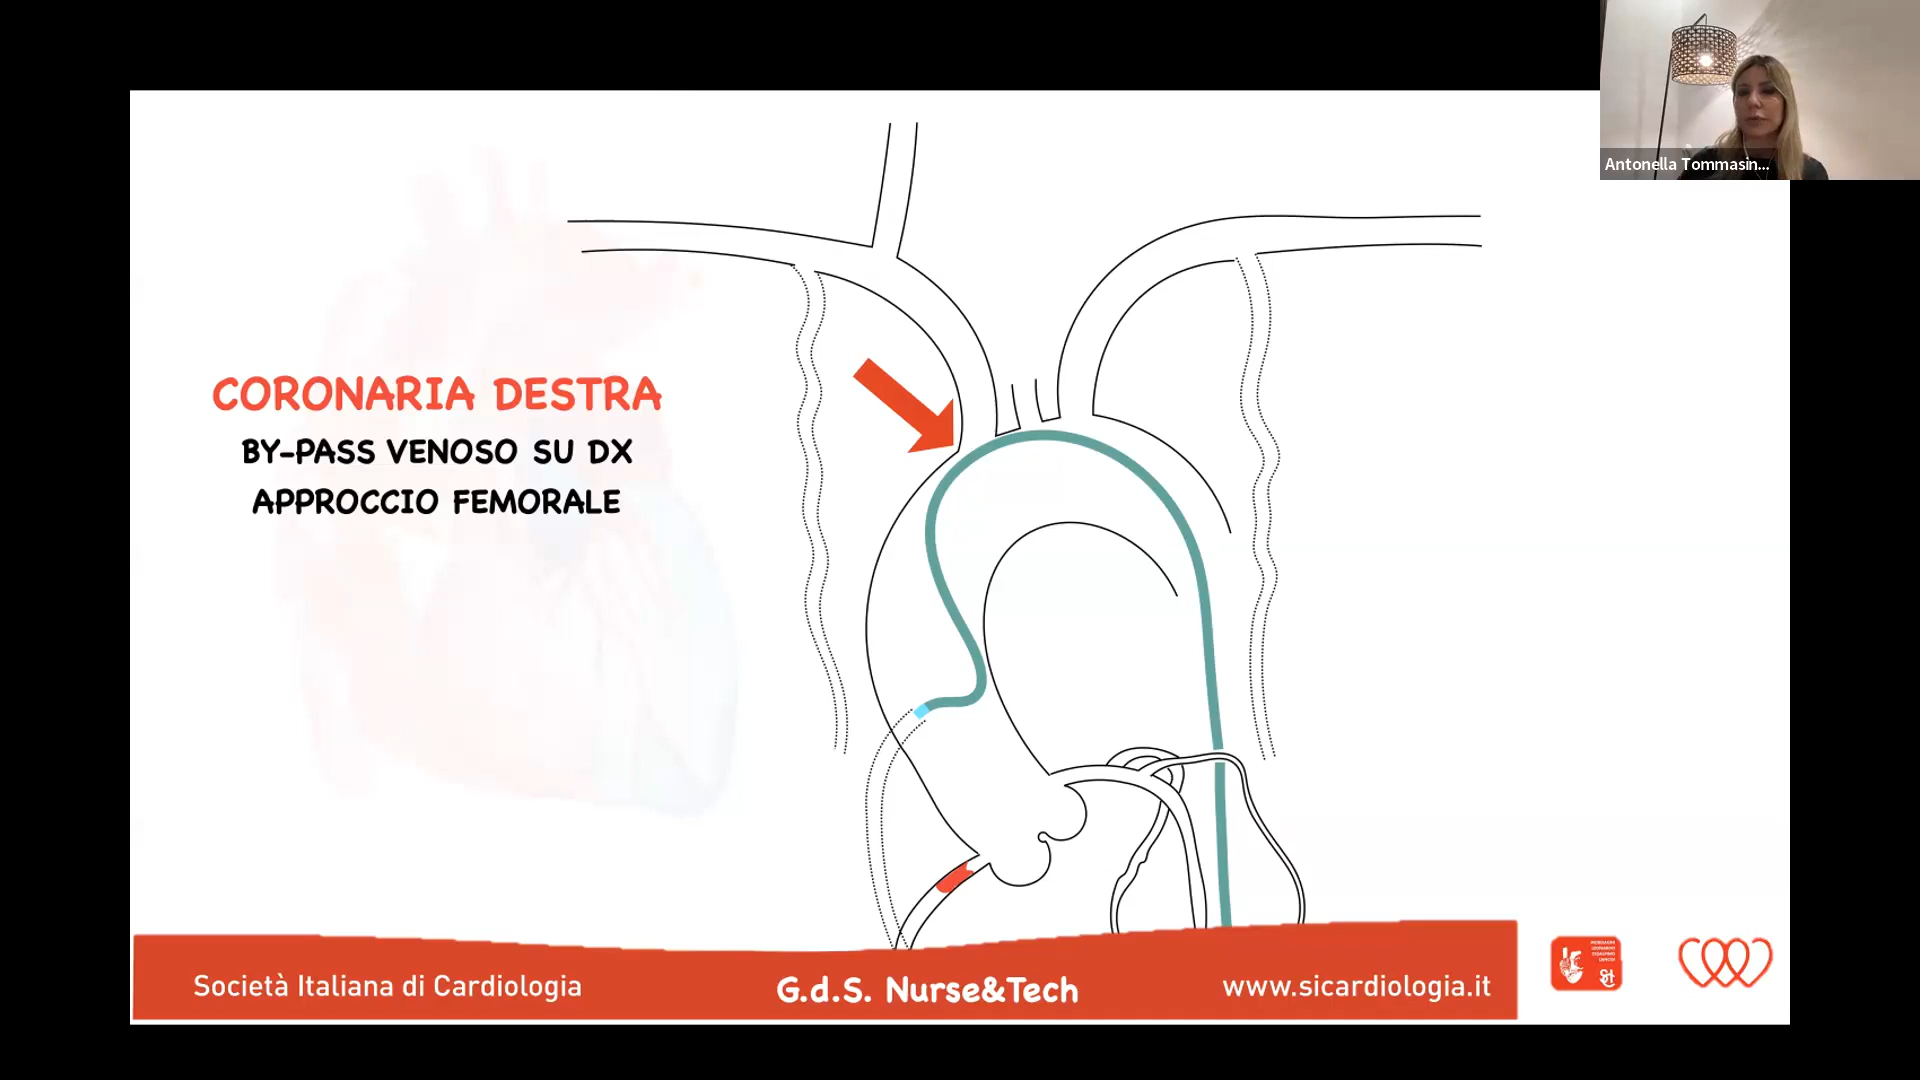 Antonella Tommasin...
CORONARIA DESTRA
BY-PASS VENOSO SU DX
APPROCCIO FEMORALE
Società Italiana di Cardiologia
G.d.S. Nurse&Tech
www.sicardiologia.it